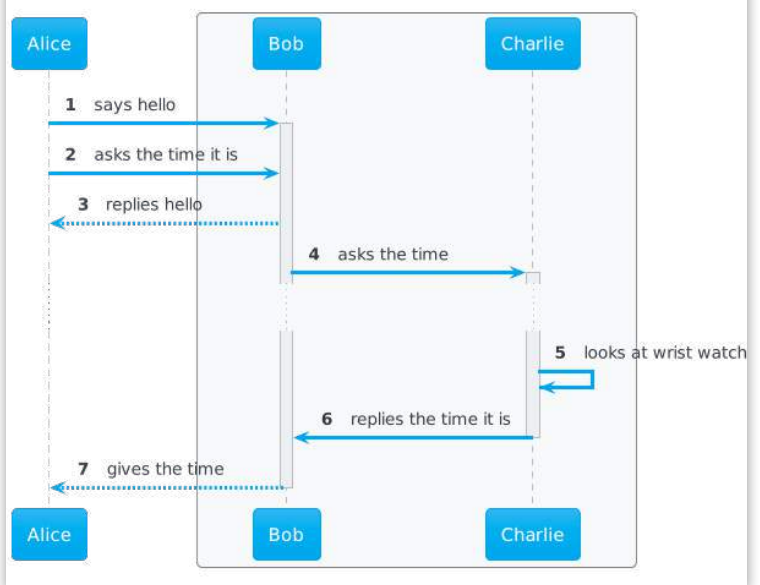 Alice
Bob
Charlie
1 says hello
2 asks the time it is
3 replies hello
4 asks the time
5 looks at wrist watch
6 replies the time it is
7 gives the time
Alice
Bob
Charlie